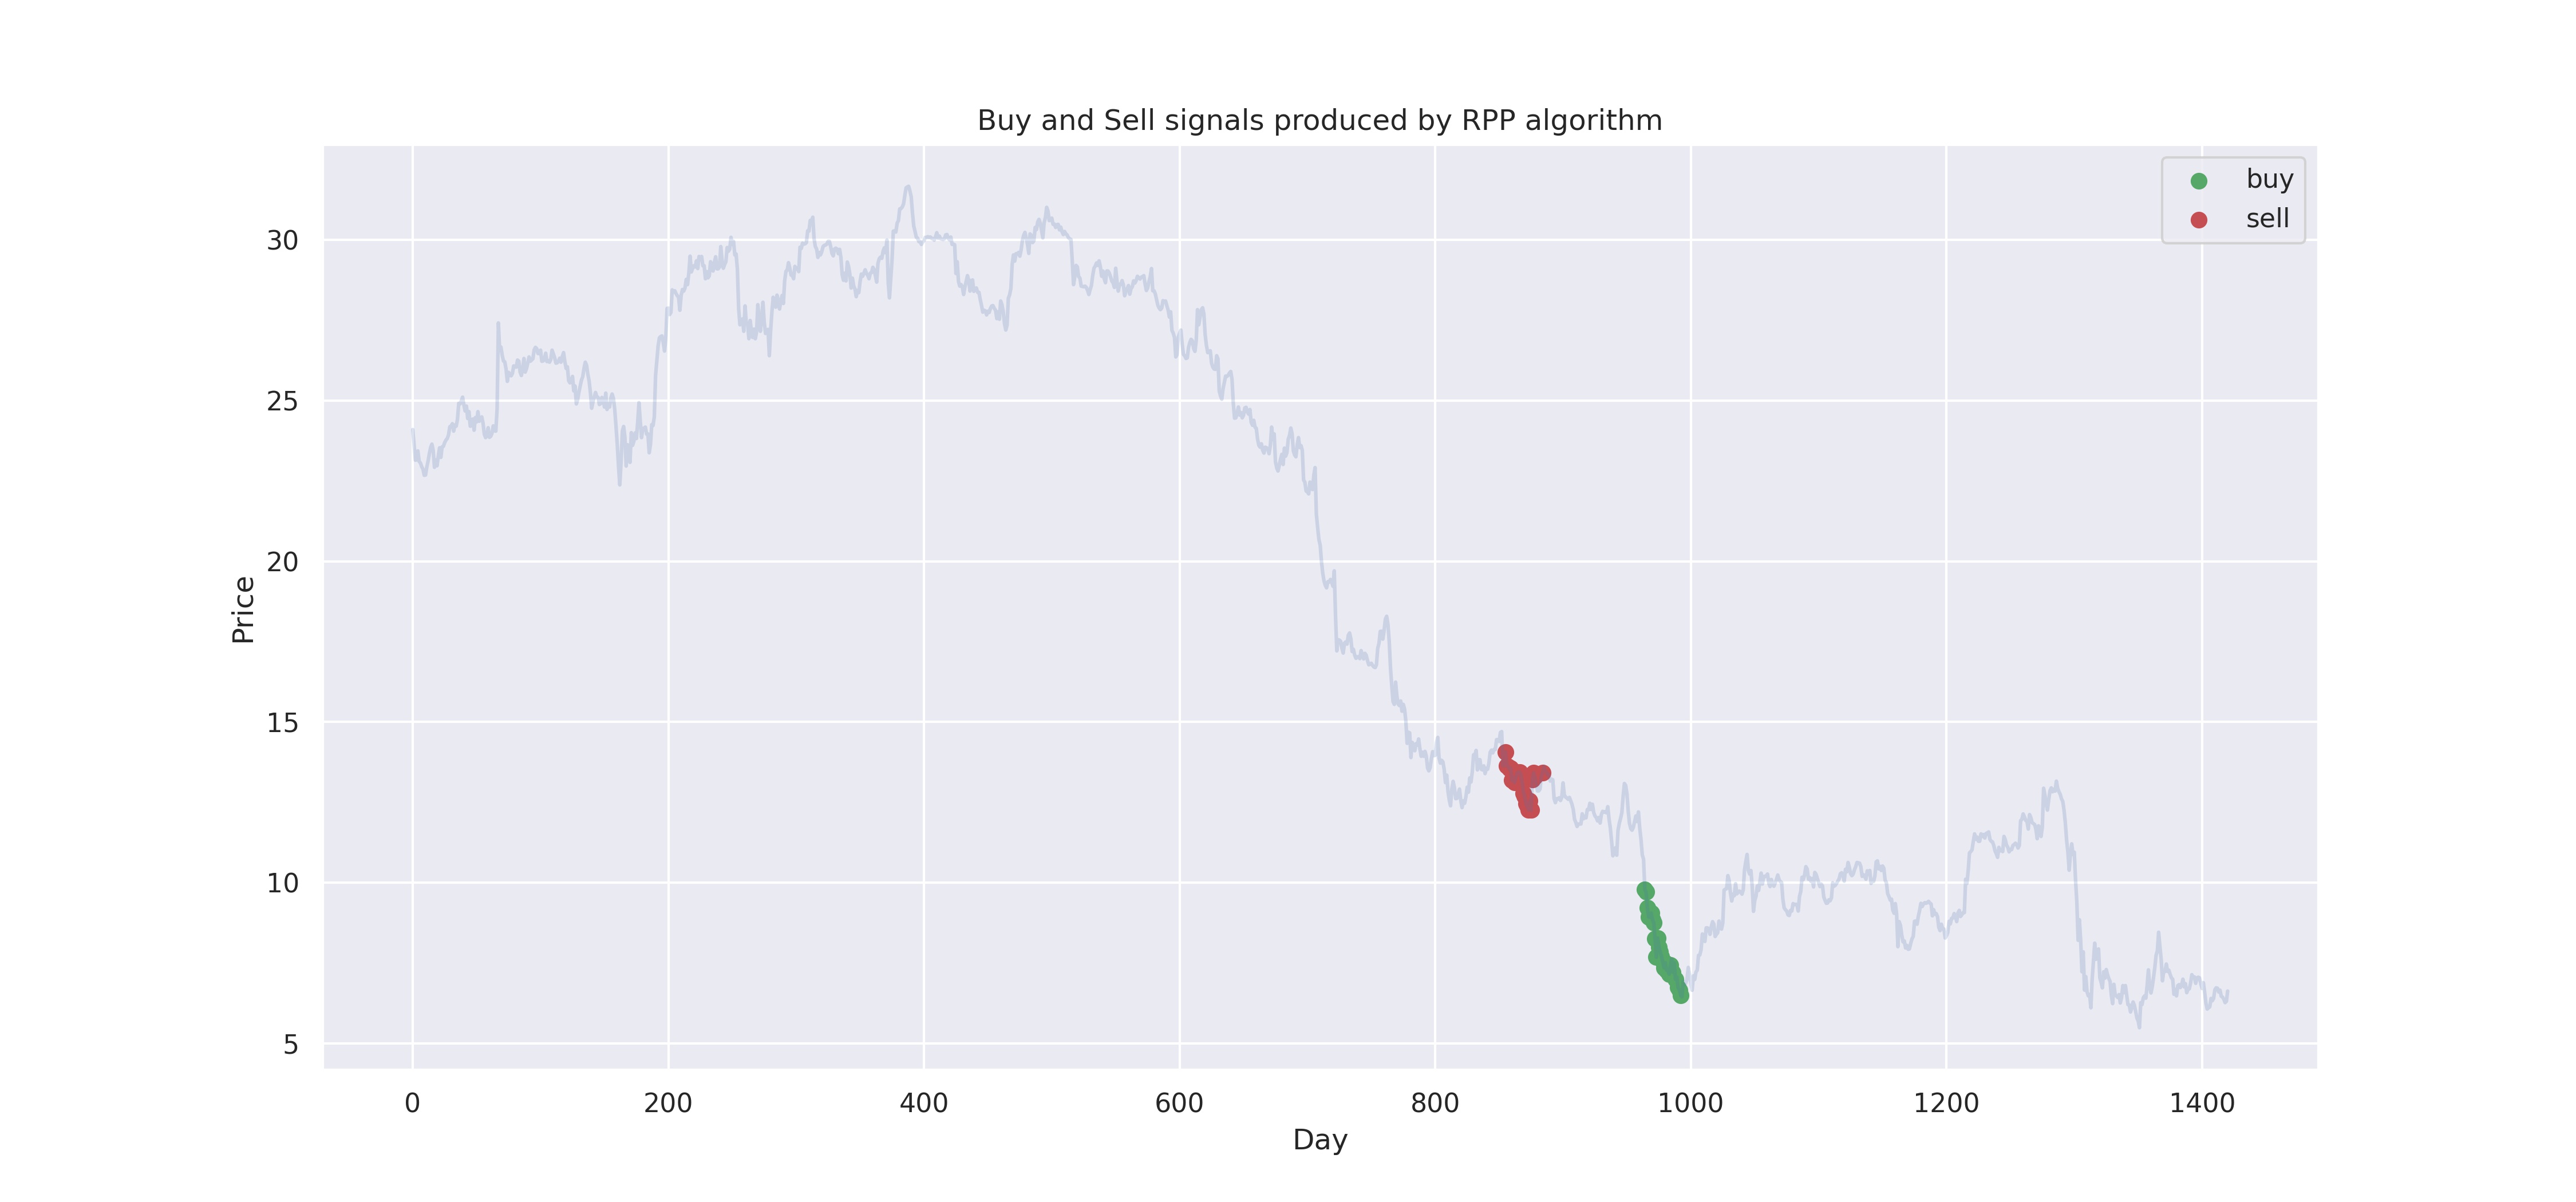 Buy and Sell signals produced by RPP algorithm
buy
sell
30
25
20
15
10
5
Price
0 200 400 600 800 1000 1200 1400
Day